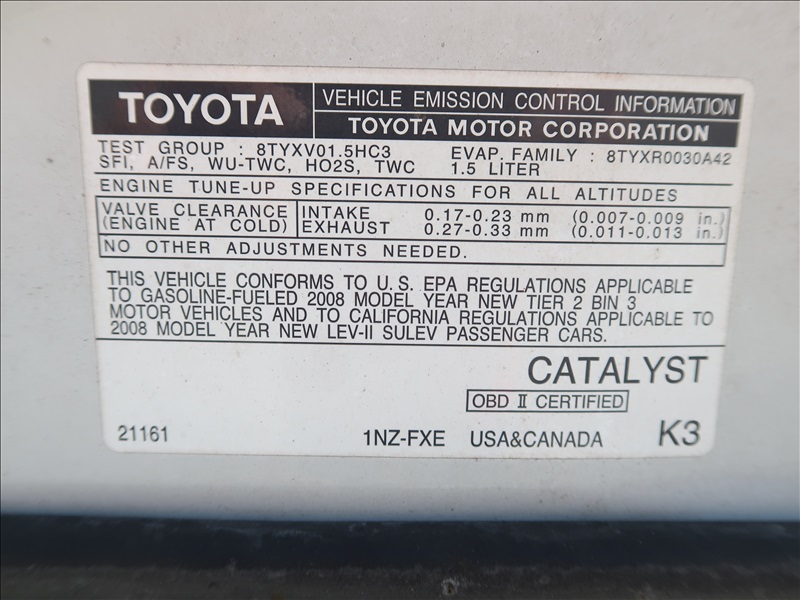 TOYOTA
VEHICLE EMISSION CONTROL INFORMATION
TOYOTA MOTOR CORPORATION
TEST GROUP : 8TYXV01.5HC3 EVAP. FAMILY : 8TYXR0030A42
SFI, A/FS, WU-TWC, HO2S, TWC 1.5 LITER
ENGINE TUNE-UP SPECIFICATIONS FOR ALL ALTITUDES
VALVE CLEARANCE INTAKE 0.17-0.23 mm (0.007-0.009 in.)
(ENGINE AT COLD) EXHAUST 0.27-0.33 mm (0.011-0.013 in.)
NO OTHER ADJUSTMENTS NEEDED.
THIS VEHICLE CONFORMS TO U.S. EPA REGULATIONS APPLICABLE
TO GASOLINE-FUELED 2008 MODEL YEAR NEW TIER 2 BIN 3
MOTOR VEHICLES AND TO CALIFORNIA REGULATIONS APPLICABLE TO
2008 MODEL YEAR NEW LEV-II SULEV PASSENGER CARS.
CATALYST
OBD II CERTIFIED
21161 1NZ-FXE USA&CANADA K3